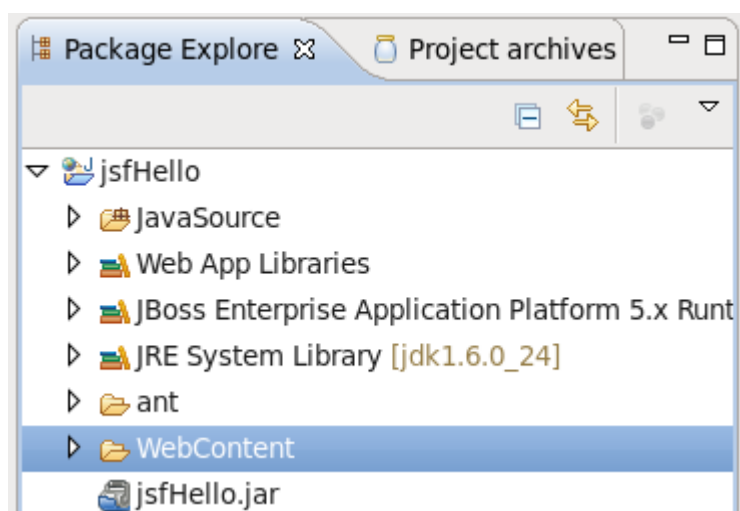 Package Explore Project archives
jsfHello
JavaSource
Web App Libraries
JBoss Enterprise Application Platform 5.x Runt
JRE System Library [jdk1.6.0_24]
ant
WebContent
jsfHello.jar